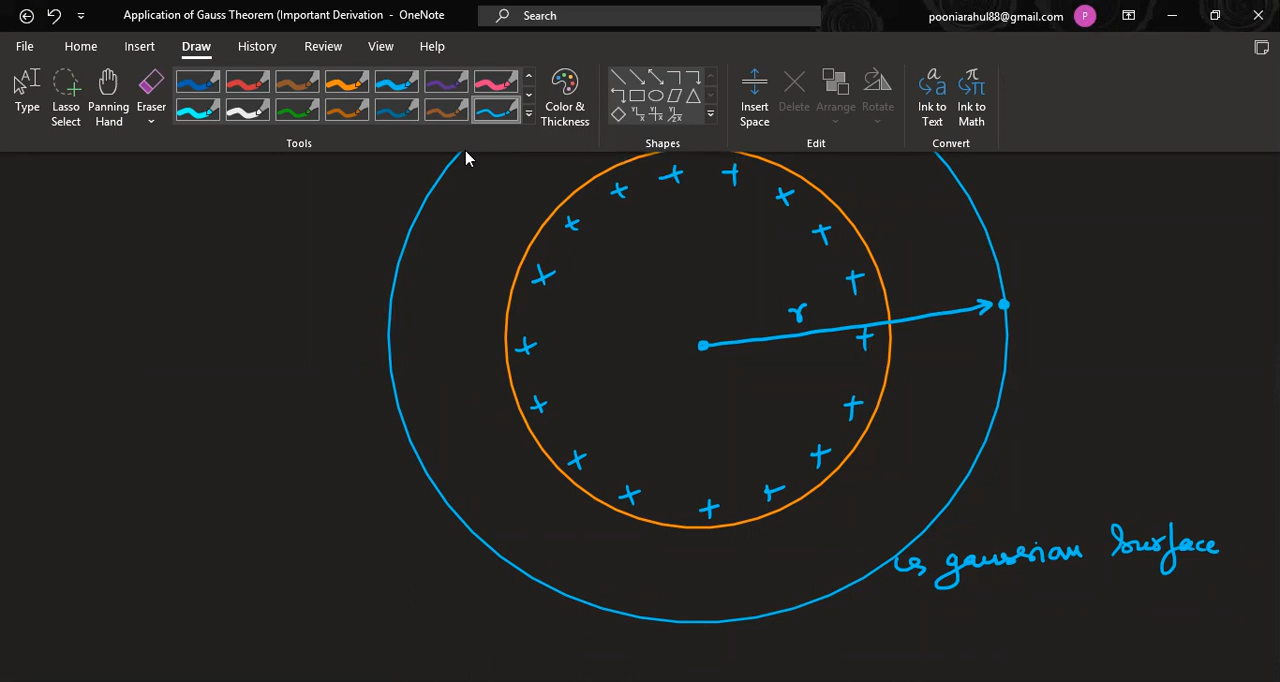 Application of Gauss Theorem (Important Derivation - OneNote
Search
pooniarahul88@gmail.com
P
File Home Insert Draw View History Review View Help
Type
Lasso Select
Panning Hand
Eraser
Color & Thickness
Insert Space
Delete
Arrange
Rotate
Ink to Text
Ink to Math
Tools
Shapes
Edit
Convert
+ + + + + + + + + + + + + + + + + + +
r
gaussian Surface